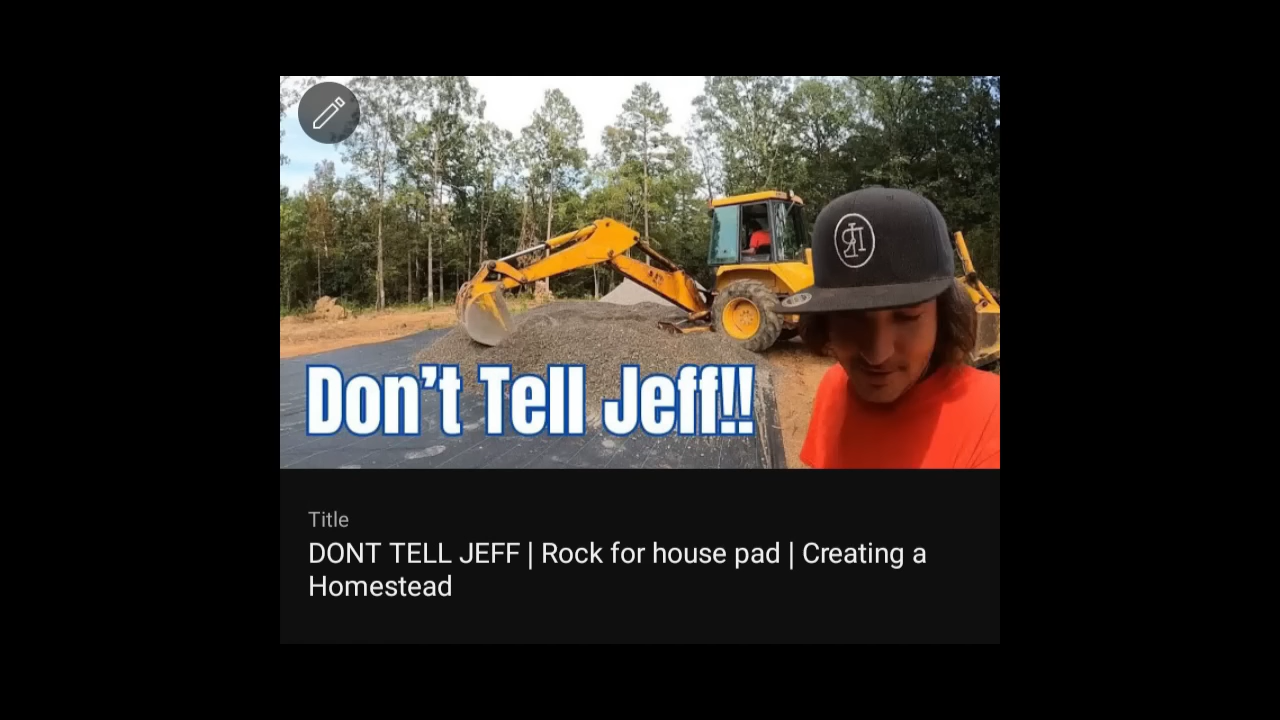 Don't Tell Jeff!!
Title
DONT TELL JEFF | Rock for house pad | Creating a
Homestead